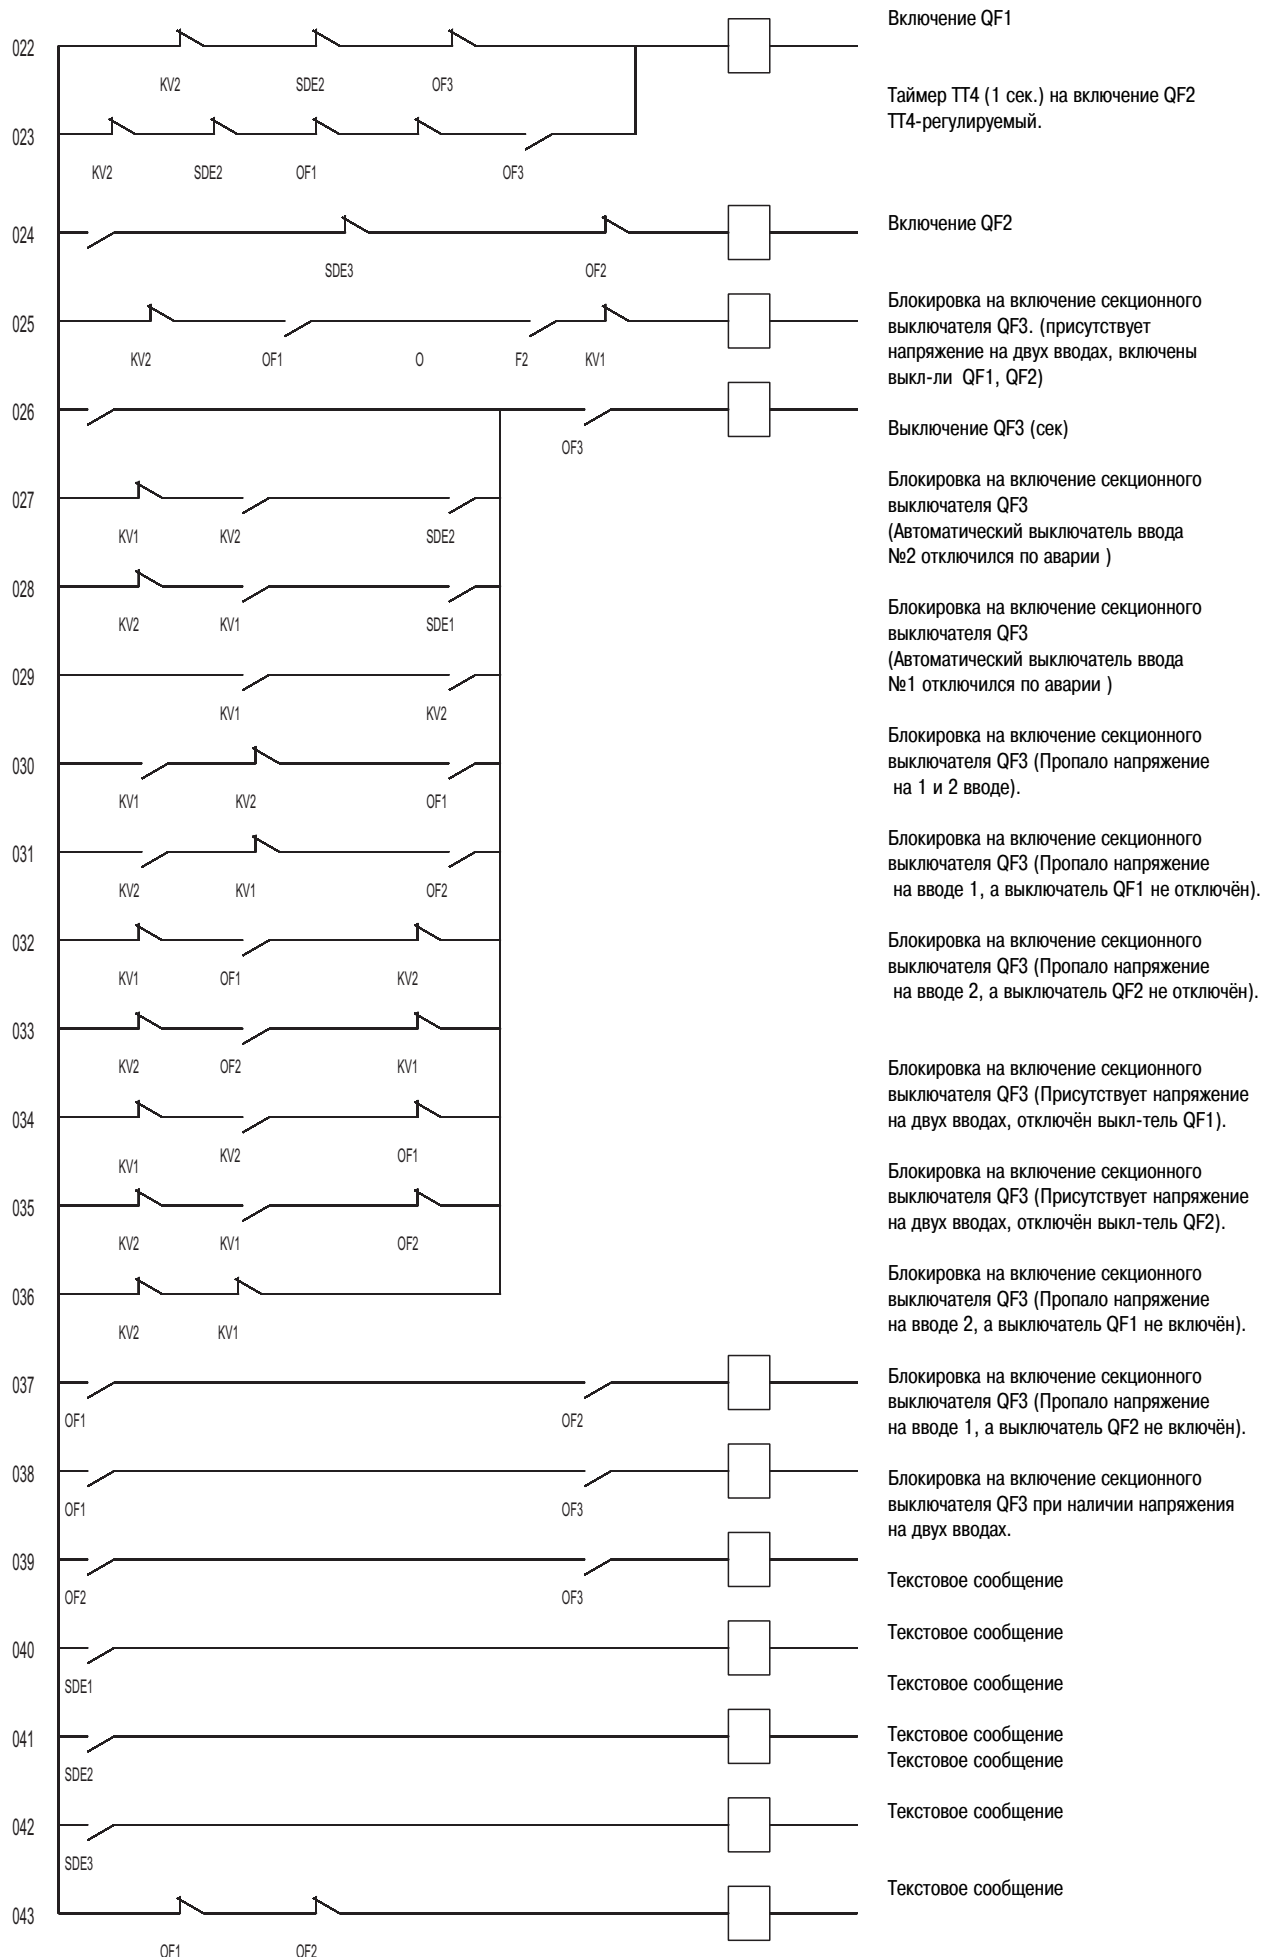 Включение QF1
022
KV2 SDE2 OF3
Таймер ТТ4 (1 сек.) на включение QF2
ТТ4-регулируемый.
023
KV2 SDE2 OF1 OF3
024
Включение QF2
SDE3 OF2
025
Блокировка на включение секционного
выключателя QF3. (присутствует
напряжение на двух вводах, включены
выкл-ли QF1, QF2)
KV2 OF1 O F2 KV1
026
Выключение QF3 (сек)
OF3
027
Блокировка на включение секционного
выключателя QF3
(Автоматический выключатель ввода
№2 отключился по аварии )
KV1 KV2 SDE2
028
Блокировка на включение секционного
выключателя QF3
(Автоматический выключатель ввода
№1 отключился по аварии )
KV2 KV1 SDE1
029
KV1 KV2
030
Блокировка на включение секционного
выключателя QF3 (Пропало напряжение
на 1 и 2 вводе).
KV1 KV2 OF1
031
Блокировка на включение секционного
выключателя QF3 (Пропало напряжение
на вводе 1, а выключатель QF1 не отключён).
KV2 KV1 OF2
032
Блокировка на включение секционного
выключателя QF3 (Пропало напряжение
на вводе 2, а выключатель QF2 не отключён).
KV1 OF1 KV2
033
KV2 OF2 KV1
Блокировка на включение секционного
выключателя QF3 (Присутствует напряжение
на двух вводах, отключён выкл-тель QF1).
034
KV1 KV2 OF1
035
Блокировка на включение секционного
выключателя QF3 (Присутствует напряжение
на двух вводах, отключён выкл-тель QF2).
KV2 KV1 OF2
036
Блокировка на включение секционного
выключателя QF3 (Пропало напряжение
на вводе 2, а выключатель QF1 не включён).
KV2 KV1
037
Блокировка на включение секционного
выключателя QF3 (Пропало напряжение
на вводе 1, а выключатель QF2 не включён).
OF1 OF2
038
Блокировка на включение секционного
выключателя QF3 при наличии напряжения
на двух вводах.
OF1 OF3
039
Текстовое сообщение
OF2 OF3
040
Текстовое сообщение
Текстовое сообщение
SDE1
041
Текстовое сообщение
Текстовое сообщение
SDE2
042
Текстовое сообщение
SDE3
043
Текстовое сообщение
OF1 OF2